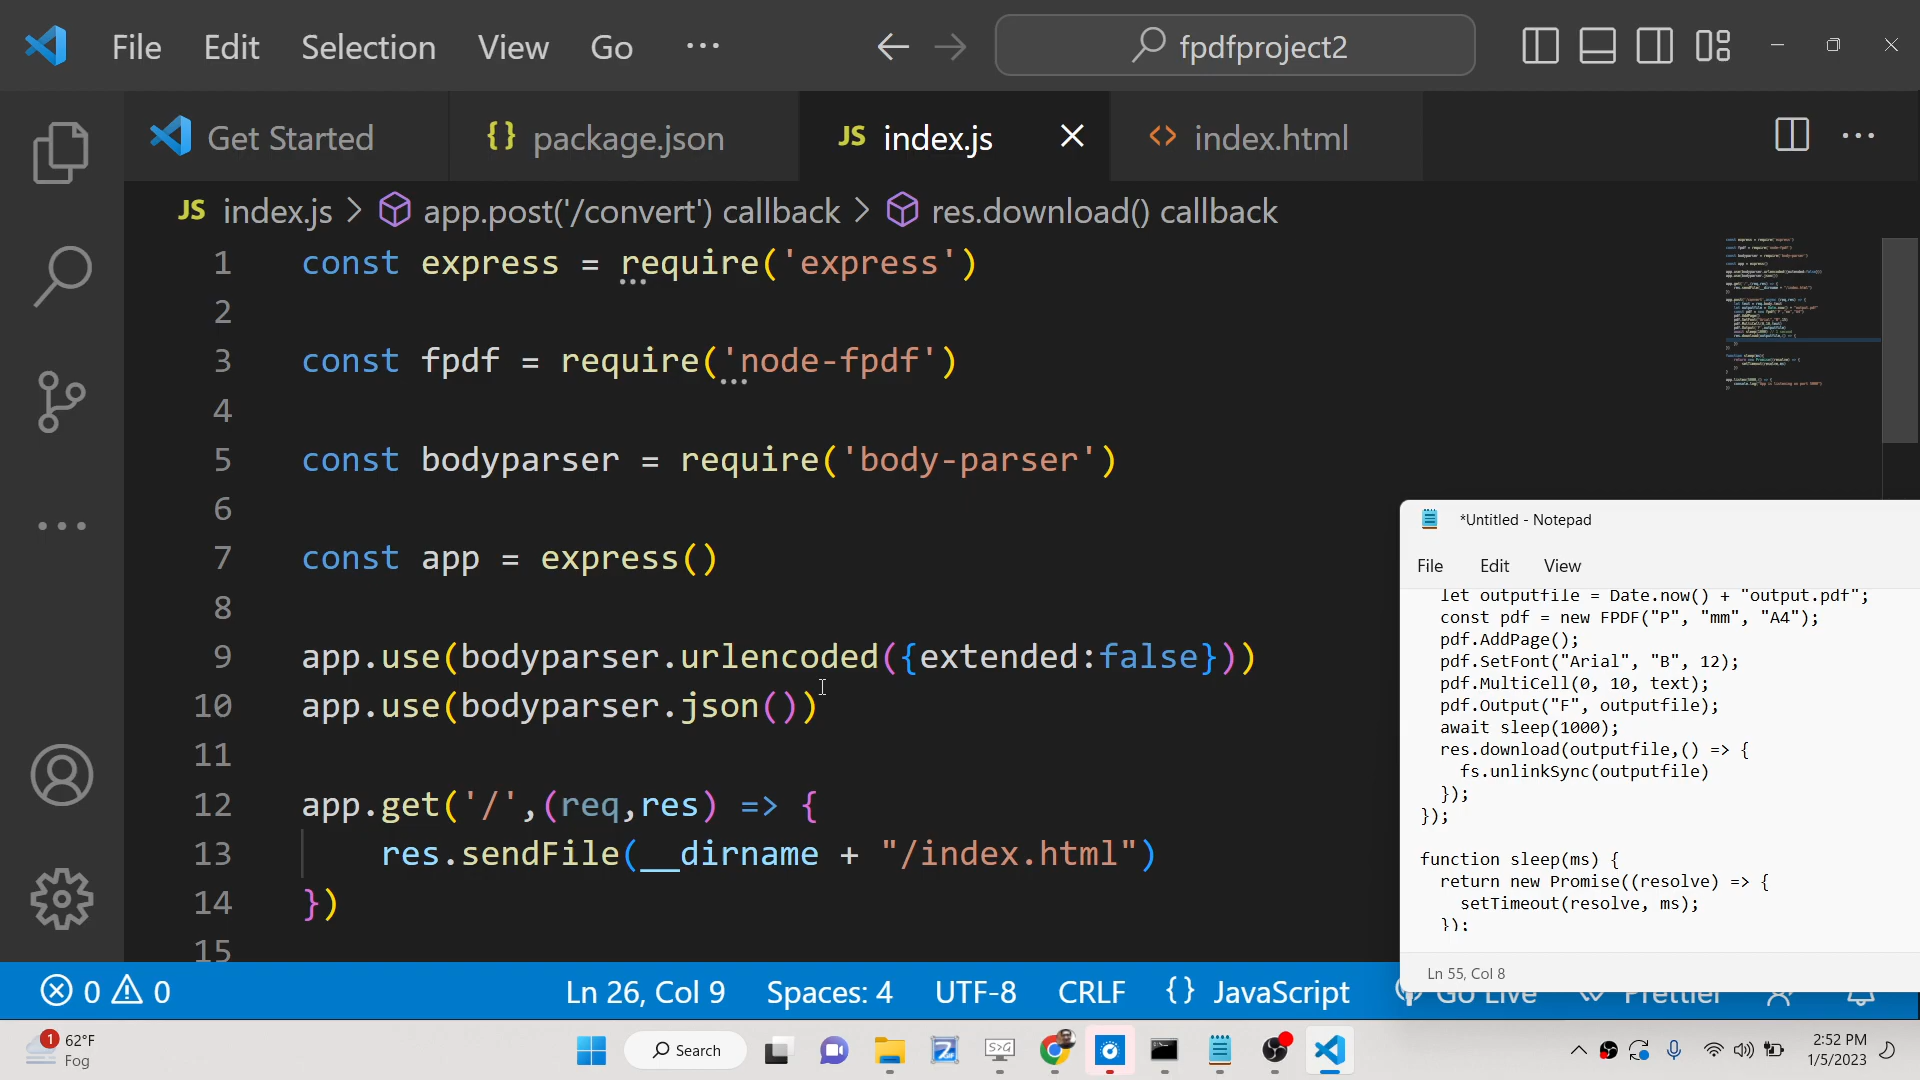 File Edit Selection View Go ··· fpdfproject2
Get Started {} package.json JS index.js <> index.html
JS index.js > app.post('/convert') callback > res.download() callback
1 const express = require('express')
2
3 const fpdf = require('node-fpdf')
4
5 const bodyparser = require('body-parser')
6
7 const app = express()
8
9 app.use(bodyparser.urlencoded({extended:false}))
10 app.use(bodyparser.json())
11
12 app.get('/',(req,res) => {
13 res.sendFile(__dirname + "/index.html")
14 })
15
*Untitled - Notepad
File Edit View
let outputfile = Date.now() + "output.pdf";
const pdf = new FPDF("P", "mm", "A4");
pdf.AddPage();
pdf.SetFont("Arial", "B", 12);
pdf.MultiCell(0, 10, text);
pdf.Output("F", outputfile);
await sleep(1000);
res.download(outputfile,() => {
fs.unlinkSync(outputfile)
});
});
function sleep(ms) {
return new Promise((resolve) => {
setTimeout(resolve, ms);
});
Ln 55, Col 8
0 0 Ln 26, Col 9 Spaces: 4 UTF-8 CRLF {} JavaScript Go Live Prettier
1 62°F
Fog
Search
2:52 PM
1/5/2023